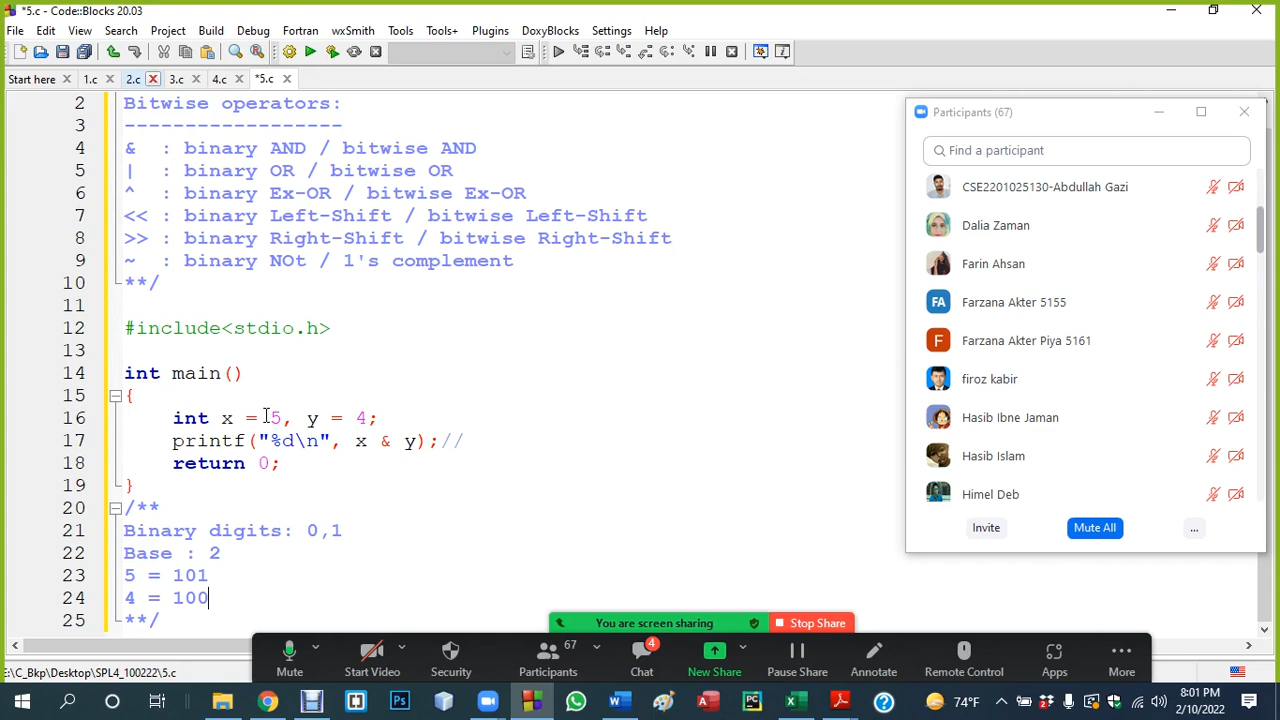 *5.c - Code::Blocks 20.03
File Edit View Search Project Build Debug Fortran wxSmith Tools Tools+ Plugins DoxyBlocks Settings Help
Start here 1.c 2.c 3.c 4.c *5.c
2 Bitwise operators:
3 ------------------
4 & : binary AND / bitwise AND
5 | : binary OR / bitwise OR
6 ^ : binary Ex-OR / bitwise Ex-OR
7 << : binary Left-Shift / bitwise Left-Shift
8 >> : binary Right-Shift / bitwise Right-Shift
9 ~ : binary NOt / 1's complement
10 **/
11
12 #include<stdio.h>
13
14 int main()
15 {
16 int x = 5, y = 4;
17 printf("%d\n", x & y);//
18 return 0;
19 }
20 /**
21 Binary digits: 0,1
22 Base : 2
23 5 = 101
24 4 = 100
25 **/
Participants (67)
Find a participant
CSE2201025130-Abdullah Gazi
Dalia Zaman
Farin Ahsan
FA Farzana Akter 5155
F Farzana Akter Piya 5161
firoz kabir
Hasib Ibne Jaman
Hasib Islam
Himel Deb
Invite Mute All ...
You are screen sharing Stop Share
67 4
Mute Start Video Security Participants Chat New Share Pause Share Annotate Remote Control Apps More
E:\C_Bkp\Desktop\SPL4_100222\5.c
Ps PC
74°F
8:01 PM
2/10/2022